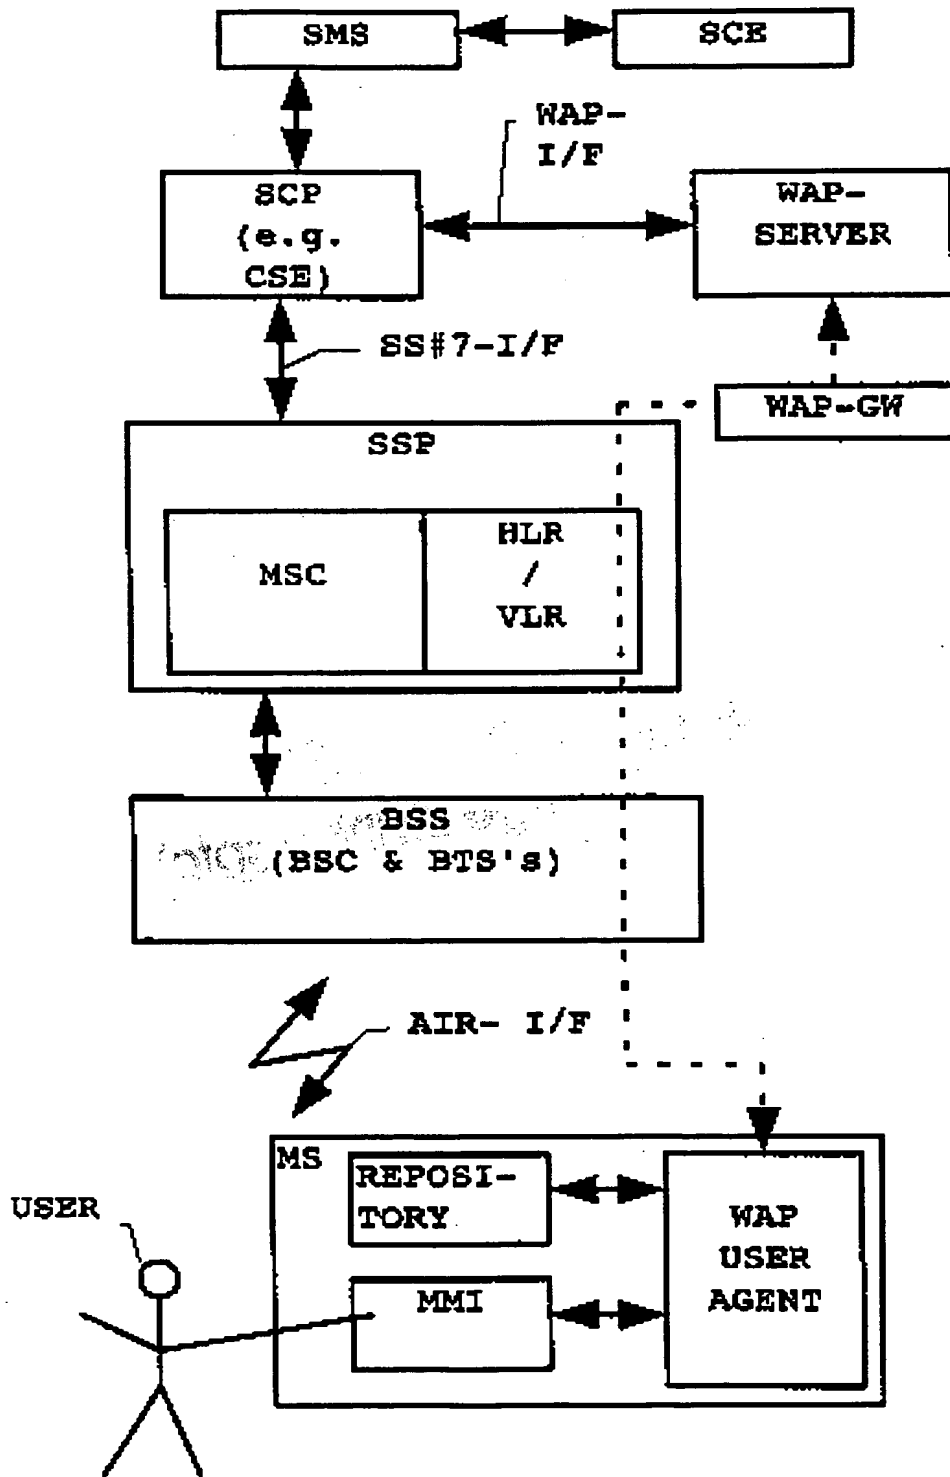 SMS
SCE
WAP-
I/F
SCP
(e.g.
CSE)
WAP-
SERVER
SS#7-I/F
WAP-GW
SSP
MSC
HLR
/
VLR
BSS
(BSC & BTS's)
AIR- I/F
MS
REPOSI-
TORY
WAP
USER
AGENT
USER
MMI